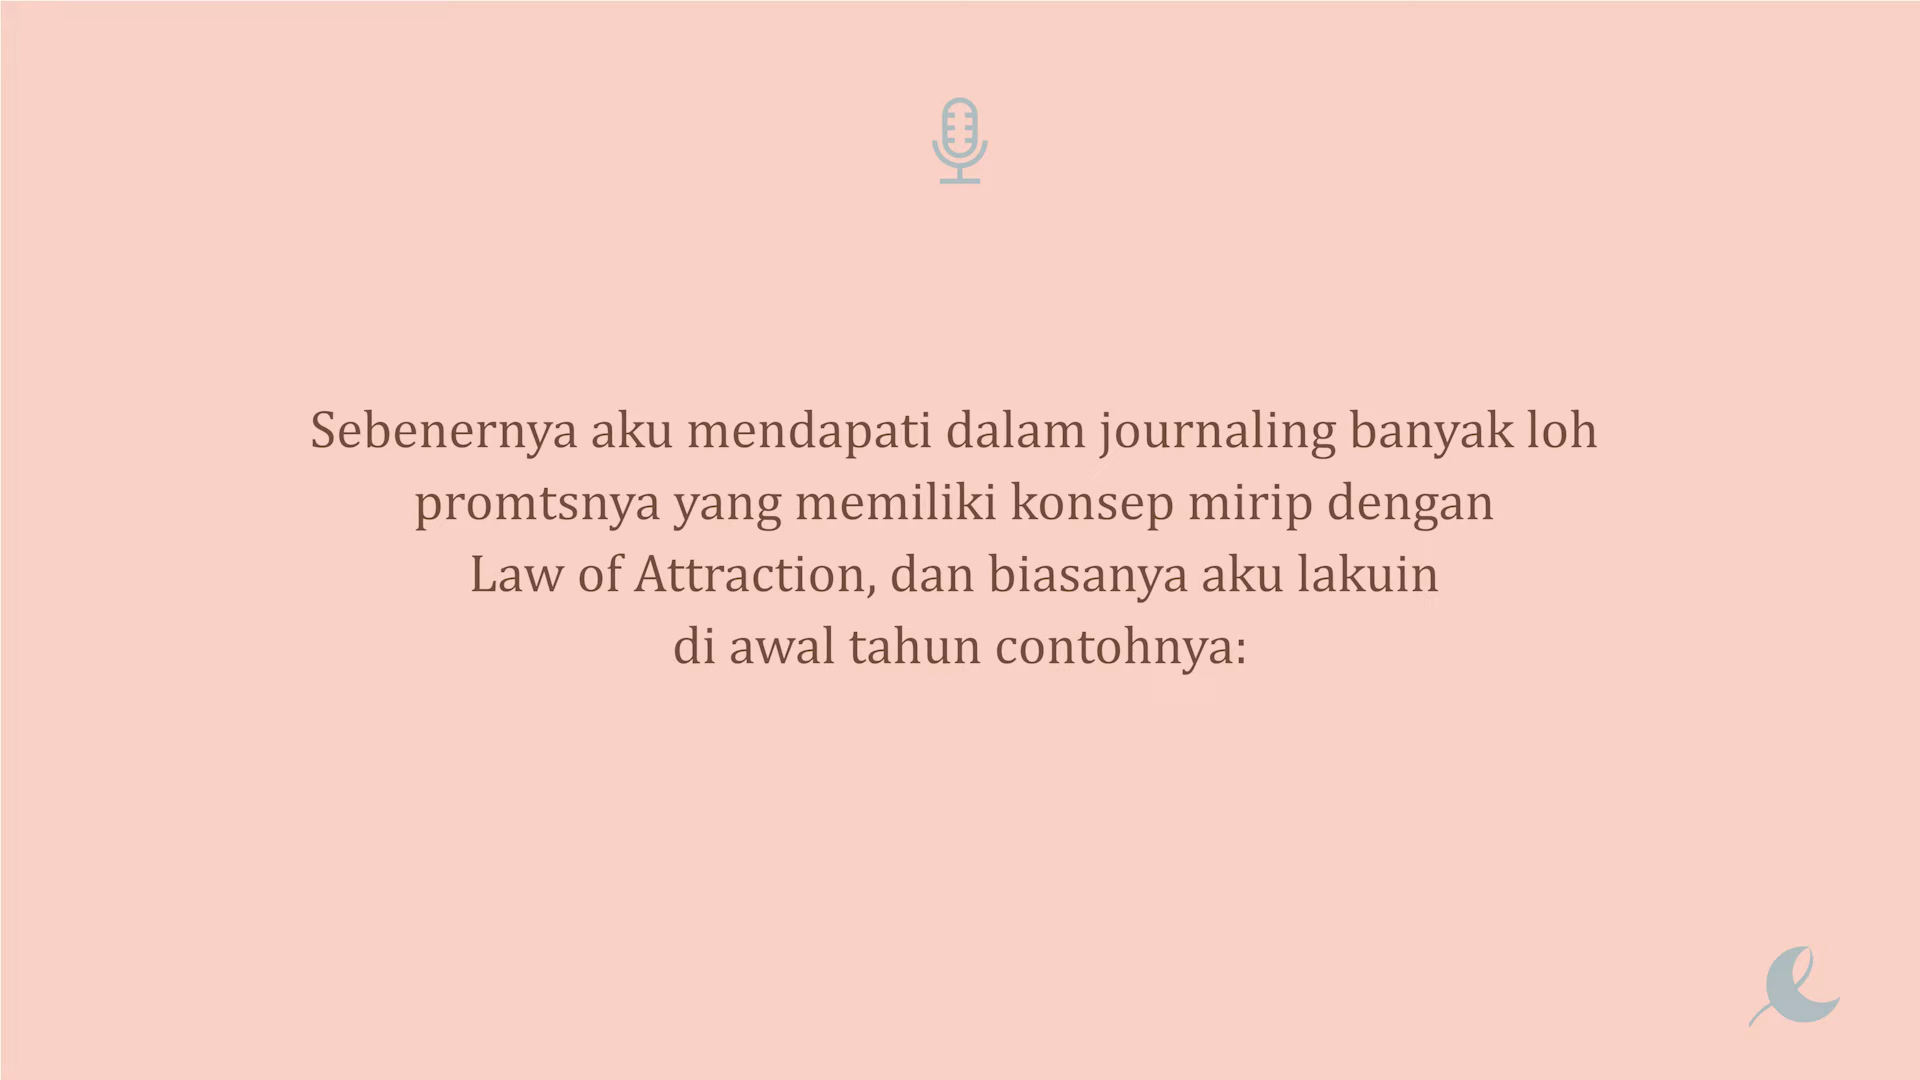 Sebenernya aku mendapati dalam journaling banyak loh
promtsnya yang memiliki konsep mirip dengan
Law of Attraction, dan biasanya aku lakuin
di awal tahun contohnya: